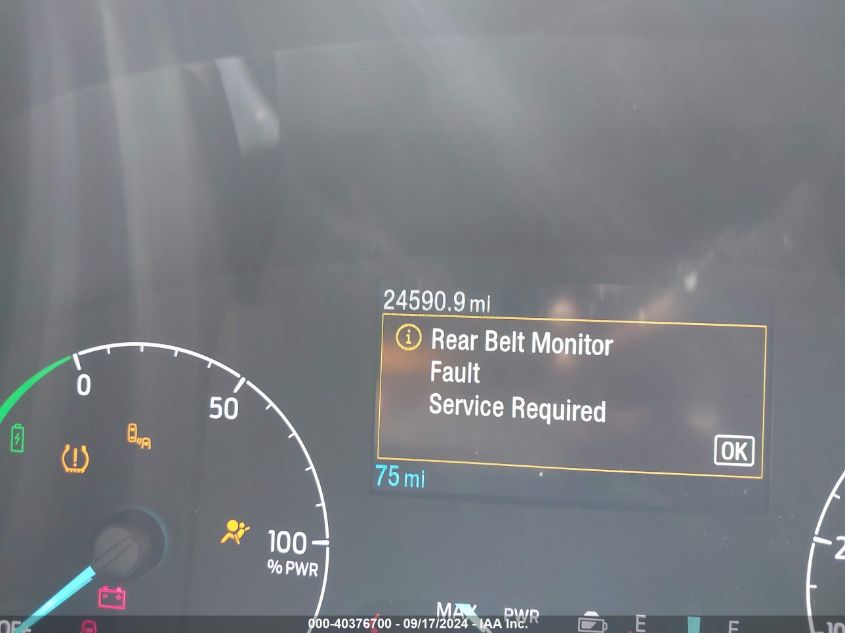 24590.9 mi
Rear Belt Monitor
Fault
Service Required
OK
75 mi
0
50
100
% PWR
MAX PWR
E F
000-40376700 - 09/17/2024 - IAA Inc.